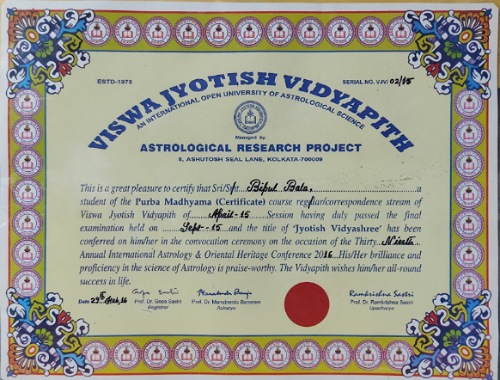 ESTD-1975
SERIAL NO. VJV/ 02/15
VISWA JYOTISH VIDYAPITH
AN INTERNATIONAL OPEN UNIVERSITY OF ASTROLOGICAL SCIENCE
Managed by
ASTROLOGICAL RESEARCH PROJECT
9, ASHUTOSH SEAL LANE, KOLKATA-700009
This is a great pleasure to certify that Sri/Smt. Bipul Bala, a
student of the Purba Madhyama (Certificate) course regular/correspondence stream of
Viswa Jyotish Vidyapith of April-15 Session having duly passed the final
examination held on Sept--15 and the title of 'Jyotish Vidyashree' has been
conferred on him/her in the convocation ceremony on the occasion of the Thirty Nineth
Annual International Astrology & Oriental Heritage Conference 2016. His/Her brilliance and
proficiency in the science of Astrology is praise-worthy. The Vidyapith wishes him/her all-round
success in life.
Ramkrishna Sastri
Date
Prof. Dr. Gopa Sastri
Registrar
Prof. Dr. Manabendu Banerjee
Acharya
Prof. Dr. Ramkrishna Sastri
Upacharya